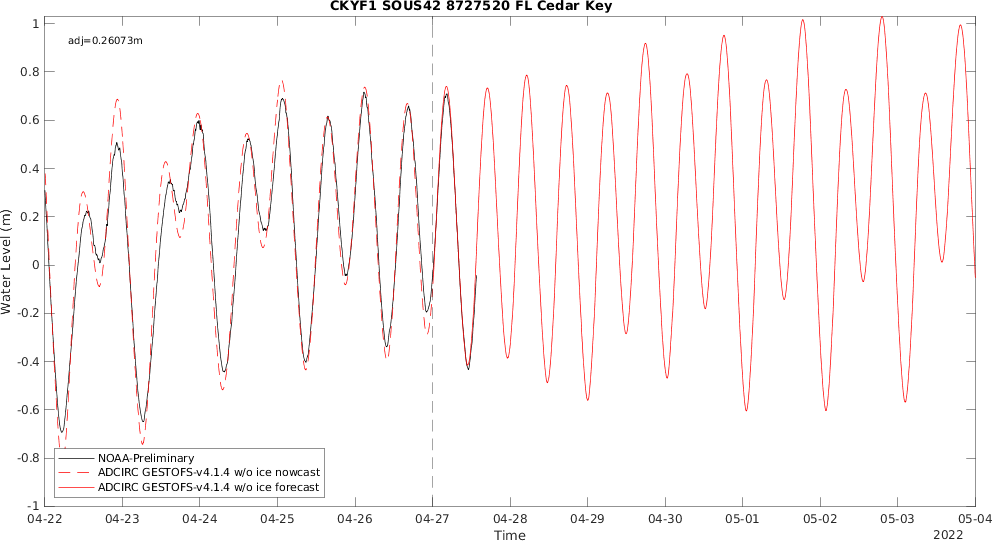 CKYF1 SOUS42 8727520 FL Cedar Key
adj=0.26073m
1
0.8
0.6
0.4
0.2
0
-0.2
-0.4
-0.6
-0.8
-1
Water Level (m)
NOAA-Preliminary
ADCIRC GESTOFS-v4.1.4 w/o ice nowcast
ADCIRC GESTOFS-v4.1.4 w/o ice forecast
04-22 04-23 04-24 04-25 04-26 04-27 04-28 04-29 04-30 05-01 05-02 05-03 05-04
Time
2022